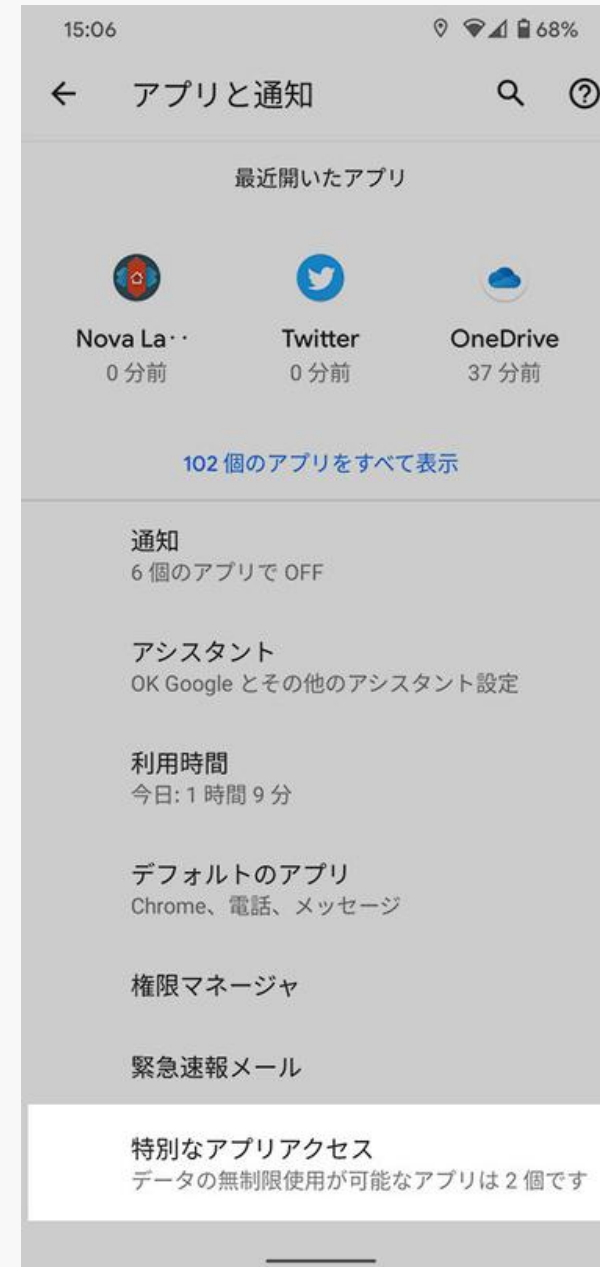 15:06
68%
アプリと通知
最近開いたアプリ
Nova La‥
Twitter
OneDrive
0 分前
0 分前
37 分前
102 個のアプリをすべて表示
通知
6 個のアプリで OFF
アシスタント
OK Google とその他のアシスタント設定
利用時間
今日: 1 時間 9 分
デフォルトのアプリ
Chrome、電話、メッセージ
権限マネージャ
緊急速報メール
特別なアプリアクセス
データの無制限使用が可能なアプリは 2 個です